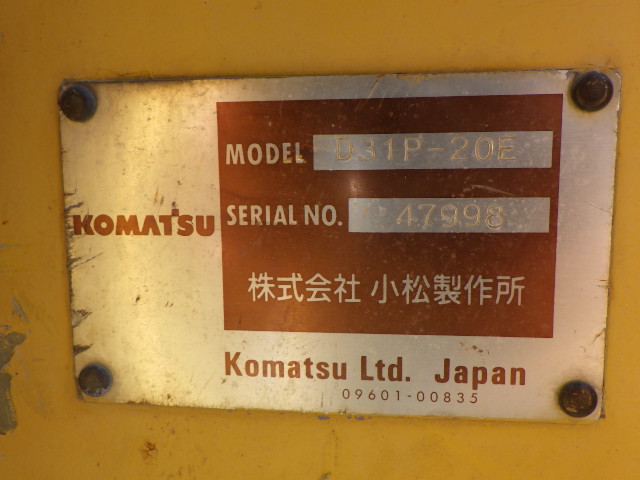 MODEL D31P-20E
KOMATSU
SERIAL NO. 47998
株式会社 小松製作所
Komatsu Ltd. Japan
09601-00835